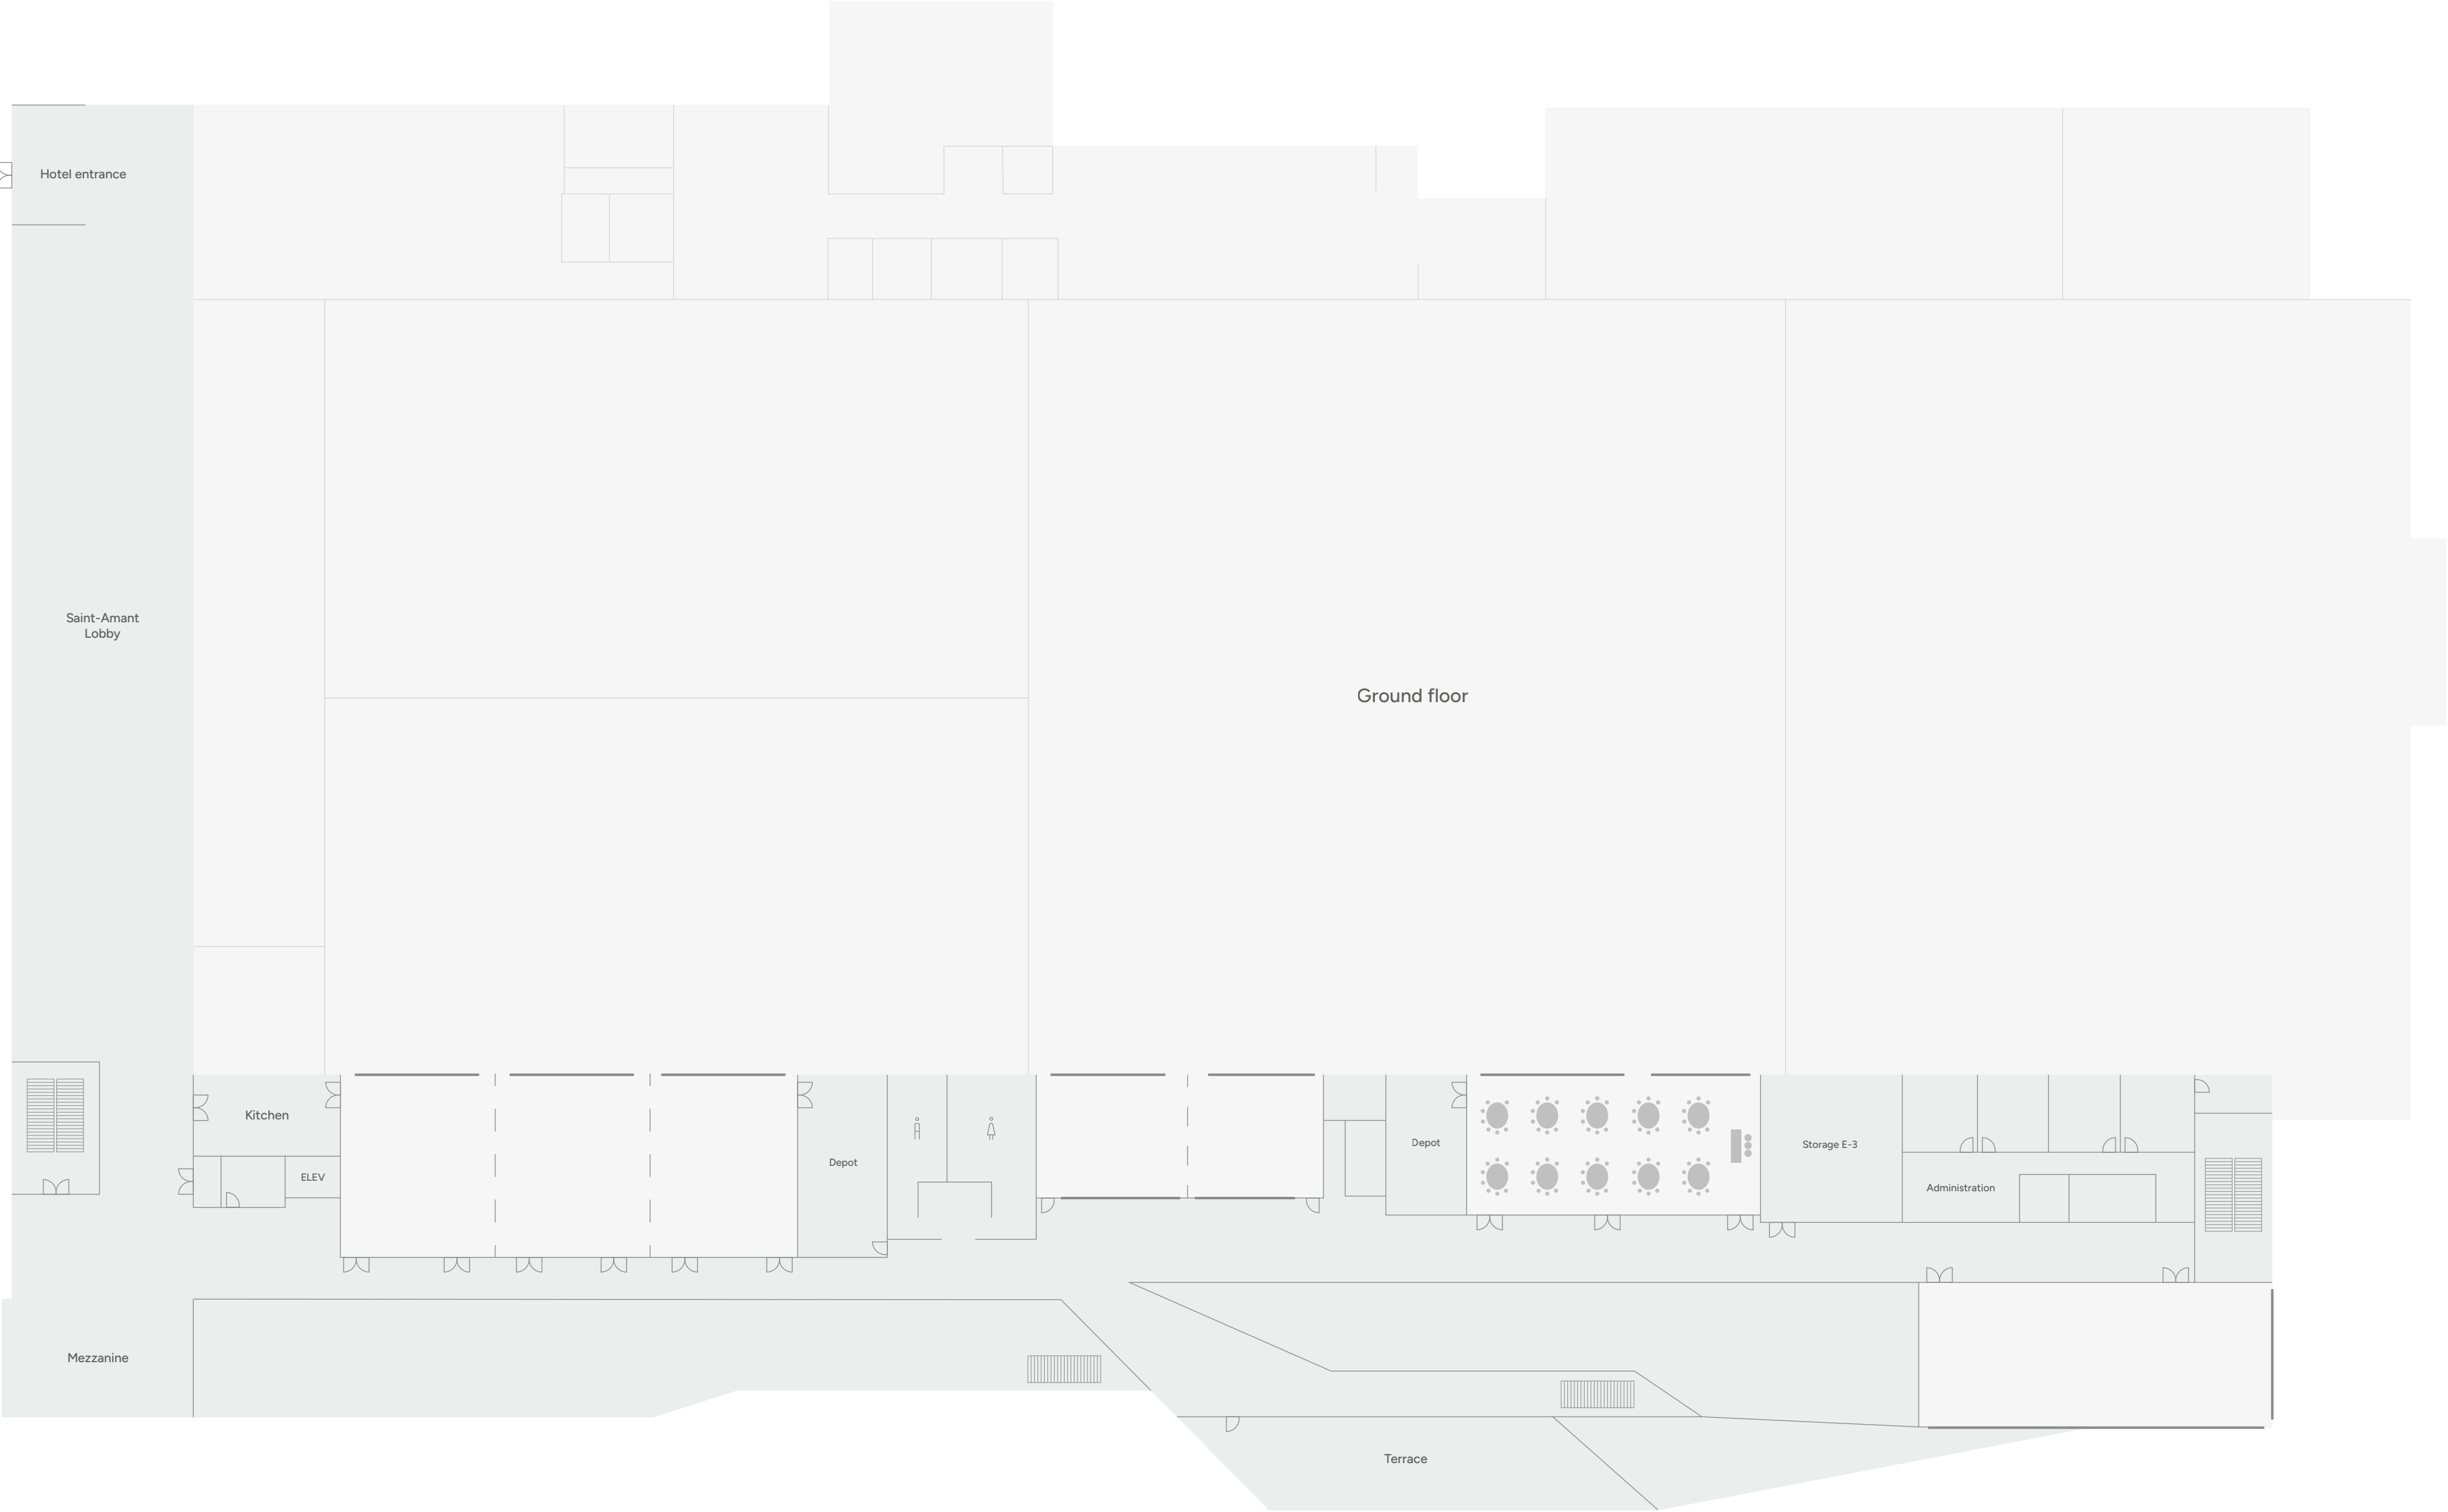 Hotel entrance
Saint-Amant
Lobby
Ground floor
Kitchen
ELEV
Depot
Depot
Storage E-3
Administration
Mezzanine
Terrace